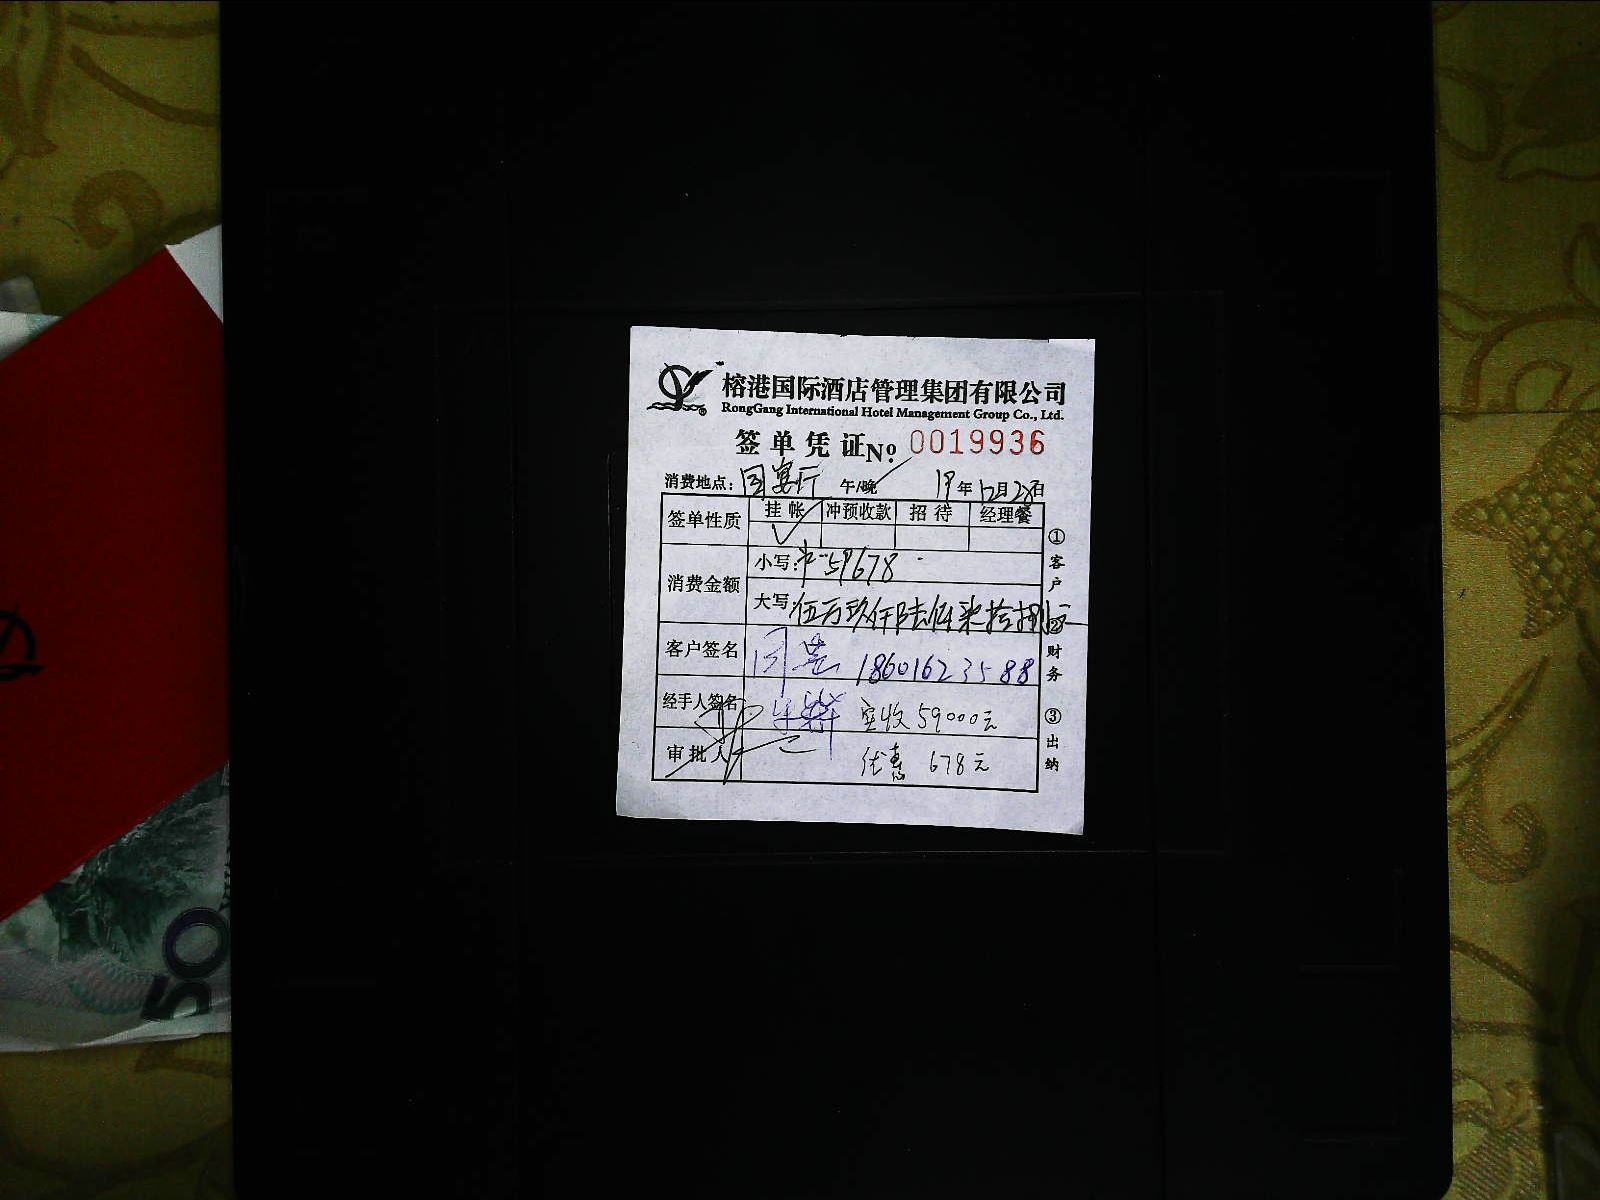 榕港国际酒店管理集团有限公司
RongGang International Hotel Management Group Co., Ltd.
签单凭证 № 0019936
消费地点: 国宴厅 午/晚 19年12月28日
签单性质 挂帐 冲预收款 招待 经理餐
消费金额 小写: 59678
大写: 伍万玖仟陆佰柒拾捌元
客户签名 18601623588
经手人签名 实收 59000元
审批人 优惠 678元
① 客户
② 财务
③ 出纳
50